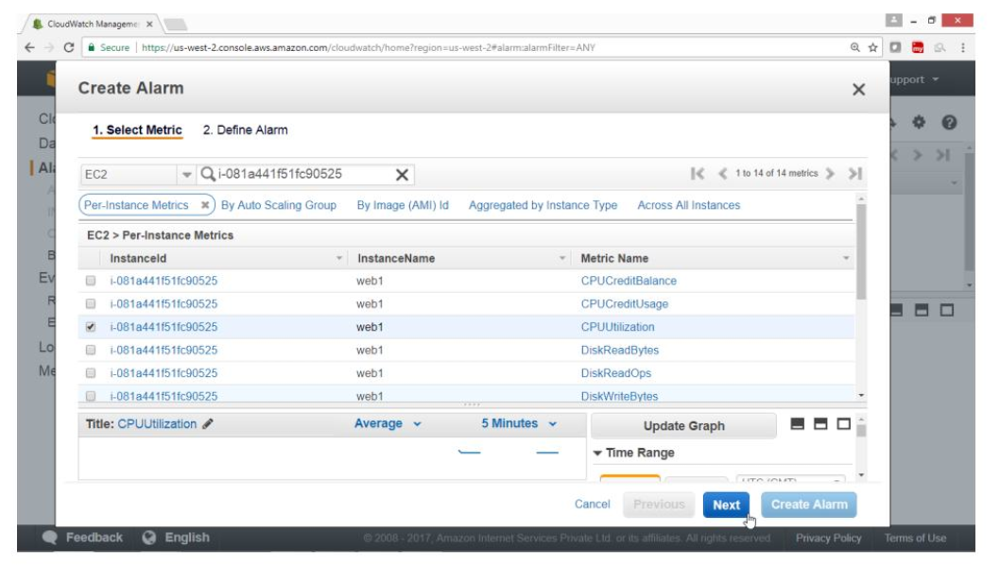 CloudWatch Manageme
Secure | https://us-west-2.console.aws.amazon.com/cloudwatch/home?region=us-west-2#alarm:alarmFilter=ANY
upport
Create Alarm
1. Select Metric 2. Define Alarm
EC2 i-081a441f51fc90525 1 to 14 of 14 metrics
Per-Instance Metrics By Auto Scaling Group By Image (AMI) Id Aggregated by Instance Type Across All Instances
EC2 > Per-Instance Metrics
InstanceId InstanceName Metric Name
i-081a441f51fc90525 web1 CPUCreditBalance
i-081a441f51fc90525 web1 CPUCreditUsage
i-081a441f51fc90525 web1 CPUUtilization
i-081a441f51fc90525 web1 DiskReadBytes
i-081a441f51fc90525 web1 DiskReadOps
i-081a441f51fc90525 web1 DiskWriteBytes
Title: CPUUtilization Average 5 Minutes Update Graph
Time Range
UTC (GMT)
Cancel Previous Next Create Alarm
Feedback English © 2008 - 2017, Amazon Internet Services Private Ltd. or its affiliates. All rights reserved. Privacy Policy Terms of Use